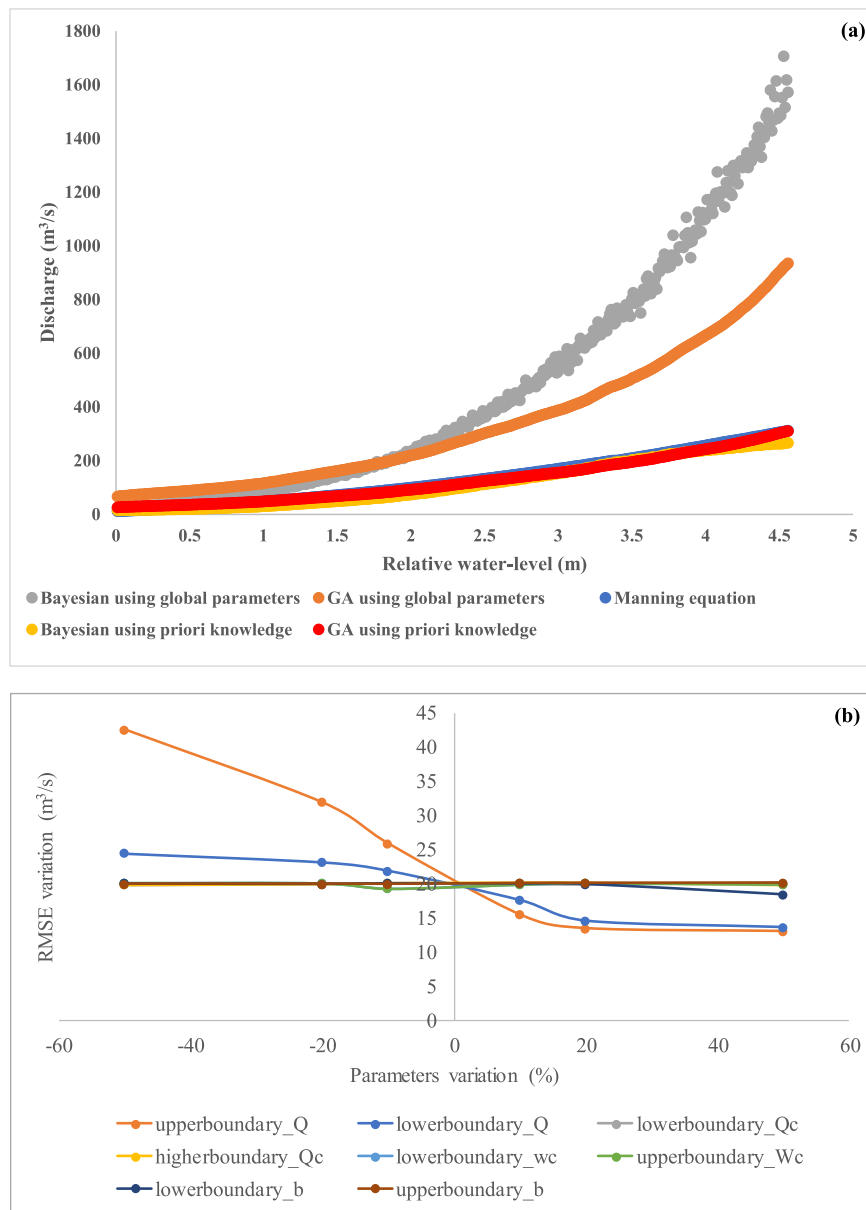 (a)
1800
1600
1400
1200
1000
800
600
400
200
0
Discharge (m³/s)
0 0.5 1 1.5 2 2.5 3 3.5 4 4.5 5
Relative water-level (m)
Bayesian using global parameters GA using global parameters Manning equation
Bayesian using priori knowledge GA using priori knowledge
(b)
45
40
35
30
25
20
15
10
5
0
RMSE variation (m³/s)
-60 -40 -20 0 20 40 60
Parameters variation (%)
upperboundary_Q lowerboundary_Q lowerboundary_Qc
higherboundary_Qc lowerboundary_wc upperboundary_Wc
lowerboundary_b upperboundary_b